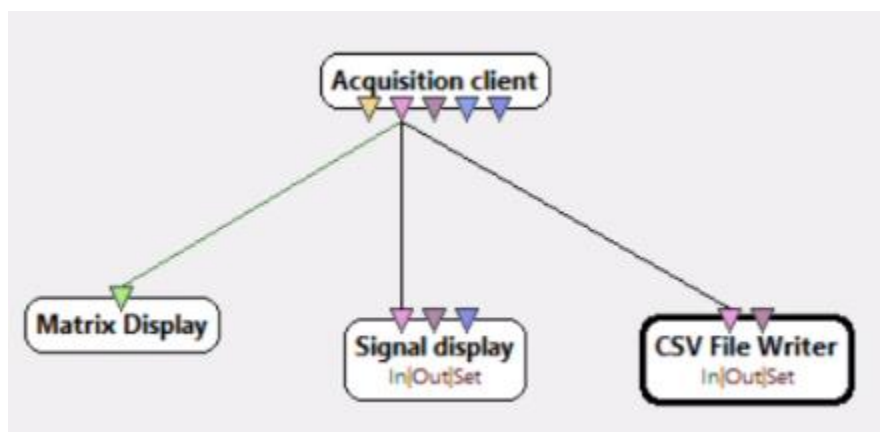 Acquisition client
Matrix Display
Signal display
In|Out|Set
CSV File Writer
In|Out|Set